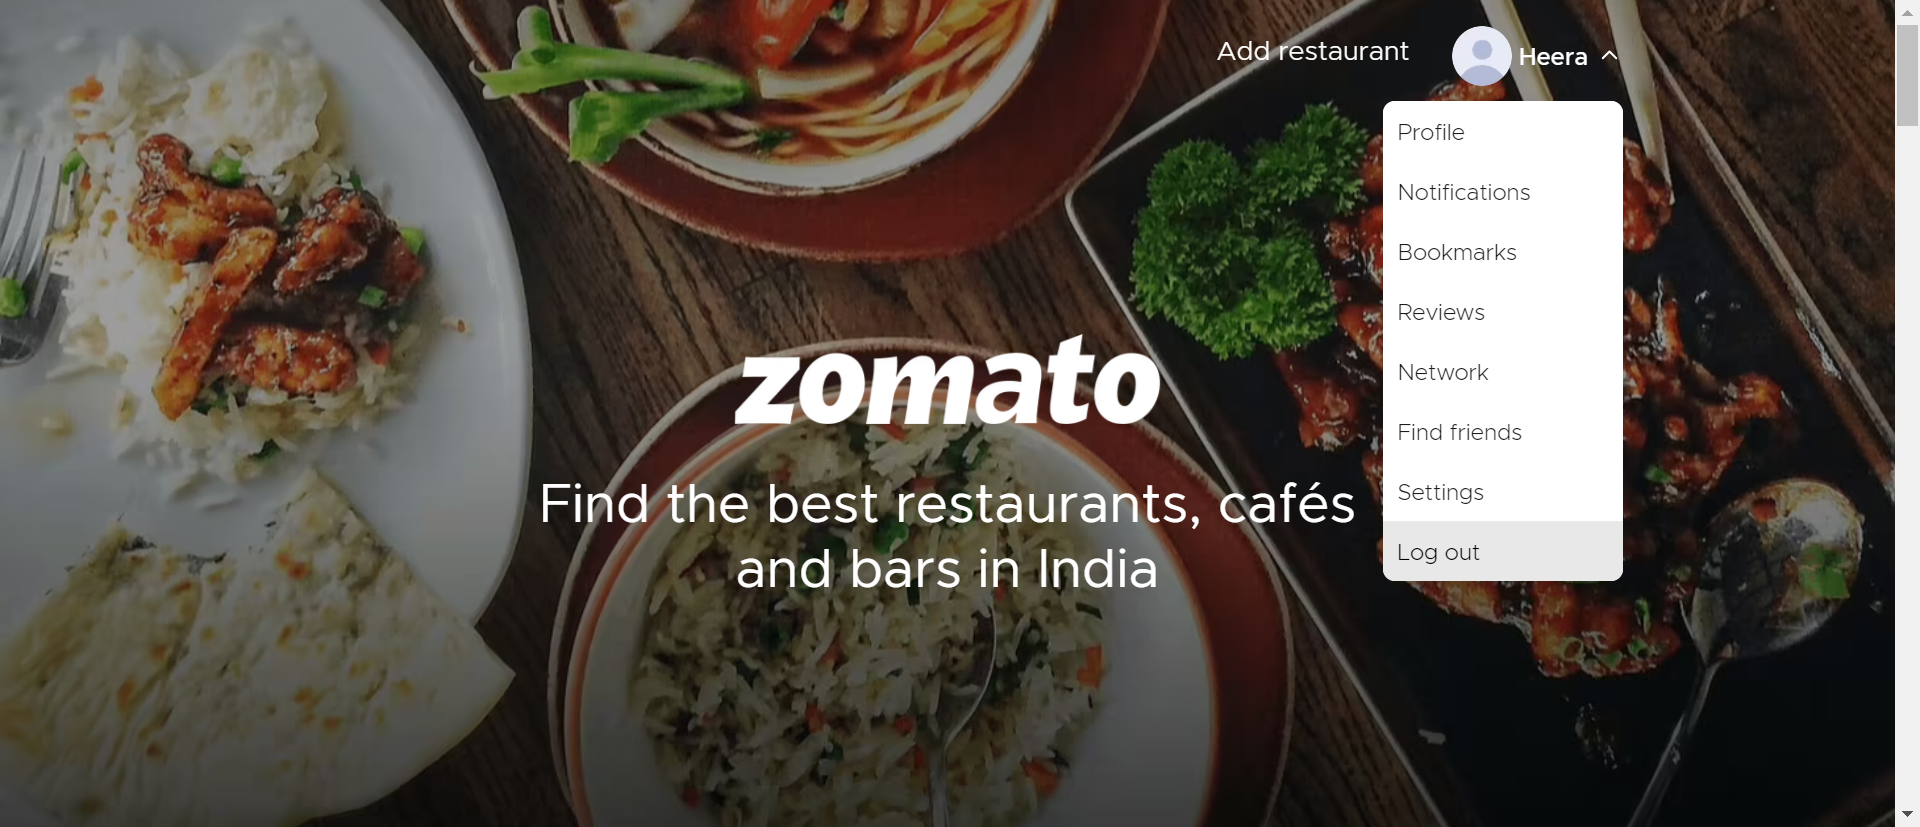 Add restaurant
Heera
Profile
Notifications
Bookmarks
Reviews
Network
Find friends
Settings
Log out
zomato
Find the best restaurants, cafés
and bars in India